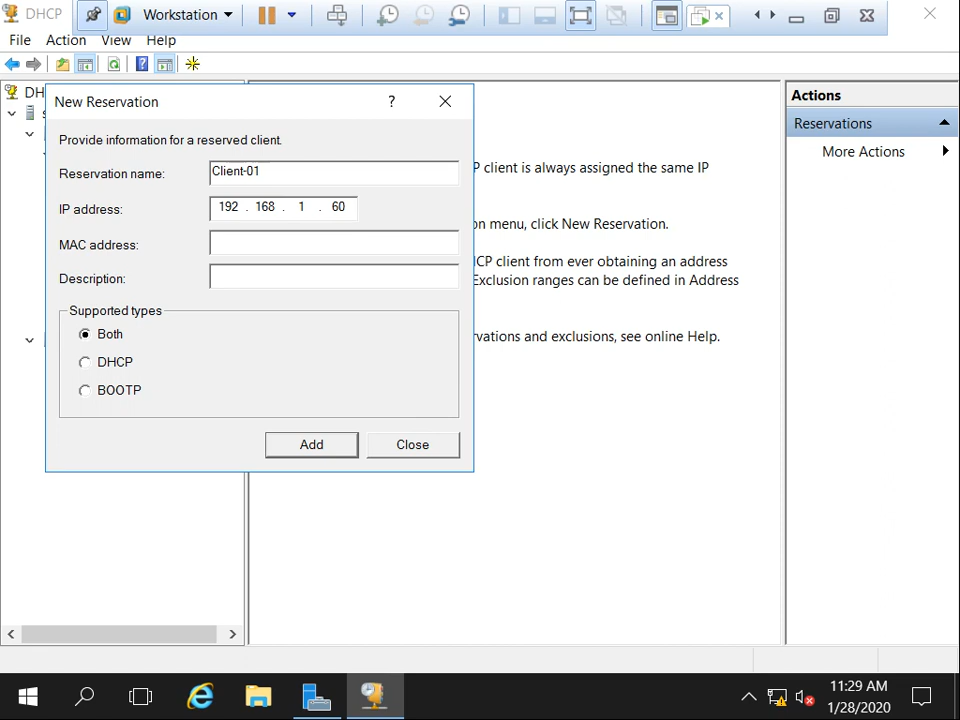 DHCP
Workstation
File Action View Help
DH
New Reservation
?
Provide information for a reserved client.
Reservation name: Client-01
IP address: 192 . 168 . 1 . 60
MAC address:
Description:
Supported types
Both
DHCP
BOOTP
Add Close
P client is always assigned the same IP
on menu, click New Reservation.
HCP client from ever obtaining an address
Exclusion ranges can be defined in Address
vations and exclusions, see online Help.
Actions
Reservations
More Actions
11:29 AM
1/28/2020